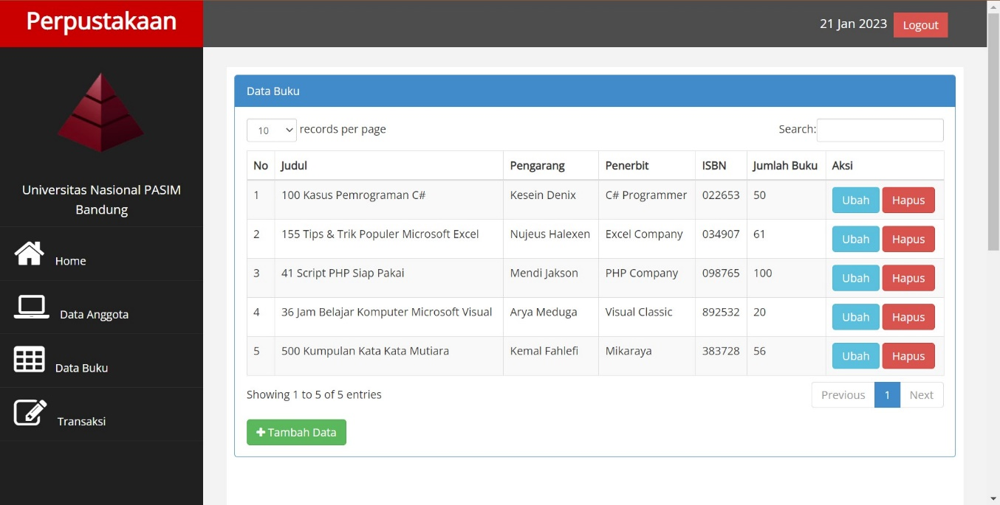 Perpustakaan
21 Jan 2023 Logout
Universitas Nasional PASIM
Bandung
Home
Data Anggota
Data Buku
Transaksi
Data Buku
10 records per page Search:
No Judul Pengarang Penerbit ISBN Jumlah Buku Aksi
1 100 Kasus Pemrograman C# Kesein Denix C# Programmer 022653 50 Ubah Hapus
2 155 Tips & Trik Populer Microsoft Excel Nujeus Halexen Excel Company 034907 61 Ubah Hapus
3 41 Script PHP Siap Pakai Mendi Jakson PHP Company 098765 100 Ubah Hapus
4 36 Jam Belajar Komputer Microsoft Visual Arya Meduga Visual Classic 892532 20 Ubah Hapus
5 500 Kumpulan Kata Kata Mutiara Kemal Fahlefi Mikaraya 383728 56 Ubah Hapus
Showing 1 to 5 of 5 entries Previous 1 Next
Tambah Data